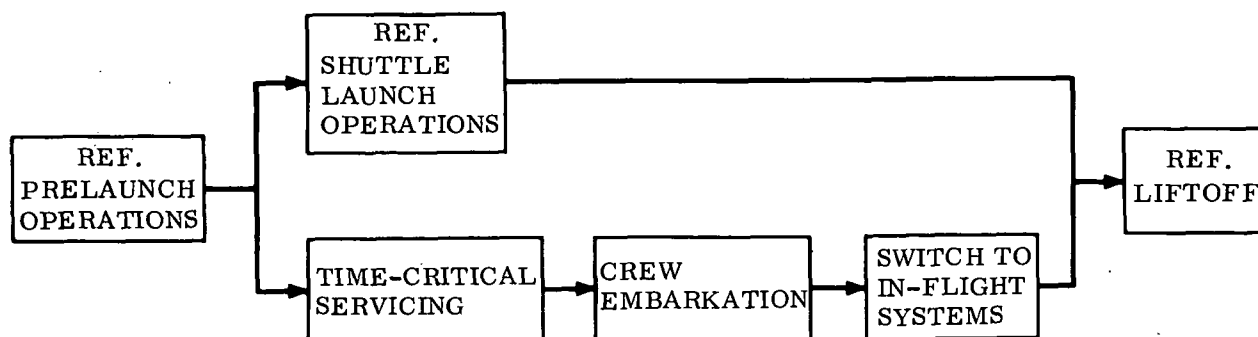 REF.
PRELAUNCH
OPERATIONS
REF.
SHUTTLE
LAUNCH
OPERATIONS
TIME-CRITICAL
SERVICING
CREW
EMBARKATION
SWITCH TO
IN-FLIGHT
SYSTEMS
REF.
LIFTOFF